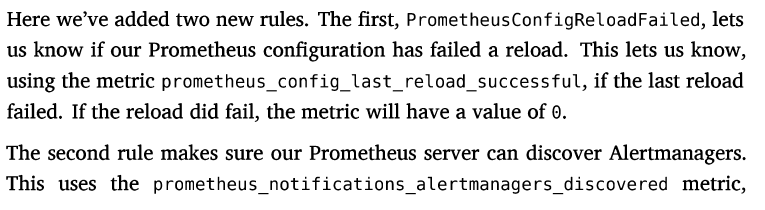 Here we’ve added two new rules. The first, PrometheusConfigReloadFailed, lets
us know if our Prometheus configuration has failed a reload. This lets us know,
using the metric prometheus_config_last_reload_successful, if the last reload
failed. If the reload did fail, the metric will have a value of 0.
The second rule makes sure our Prometheus server can discover Alertmanagers.
This uses the prometheus_notifications_alertmanagers_discovered metric,